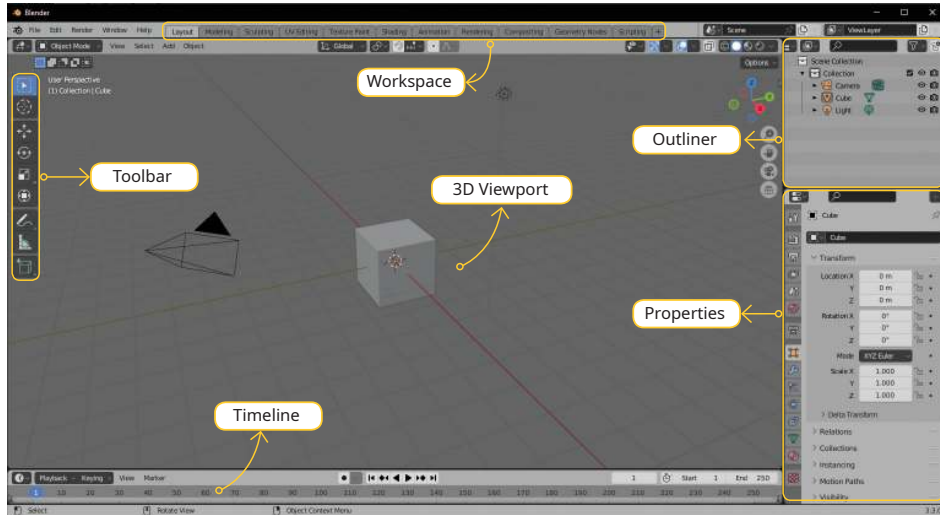 Blender
File Edit Render Window Help Layout Modeling Sculpting UV Editing Texture Paint Shading Animation Rendering Compositing Geometry Nodes Scripting + Scene ViewLayer
Object Mode View Select Add Object Global
Options
User Perspective
(1) Collection | Cube
Workspace
Scene Collection
Collection
Camera
Cube
Light
Outliner
Toolbar
3D Viewport
Cube
Cube
Transform
Location X 0 m
Y 0 m
Z 0 m
Properties
Rotation X 0°
Y 0°
Z 0°
Mode XYZ Euler
Scale X 1.000
Y 1.000
Z 1.000
Delta Transform
Relations
Collections
Instancing
Motion Paths
Visibility
Timeline
Playback Keying View Marker 1 Start 1 End 250
1 10 20 30 40 50 60 70 80 90 100 110 120 130 140 150 160 170 180 190 200 210 220 230 240 250
Select Rotate View Object Context Menu 3.3.0